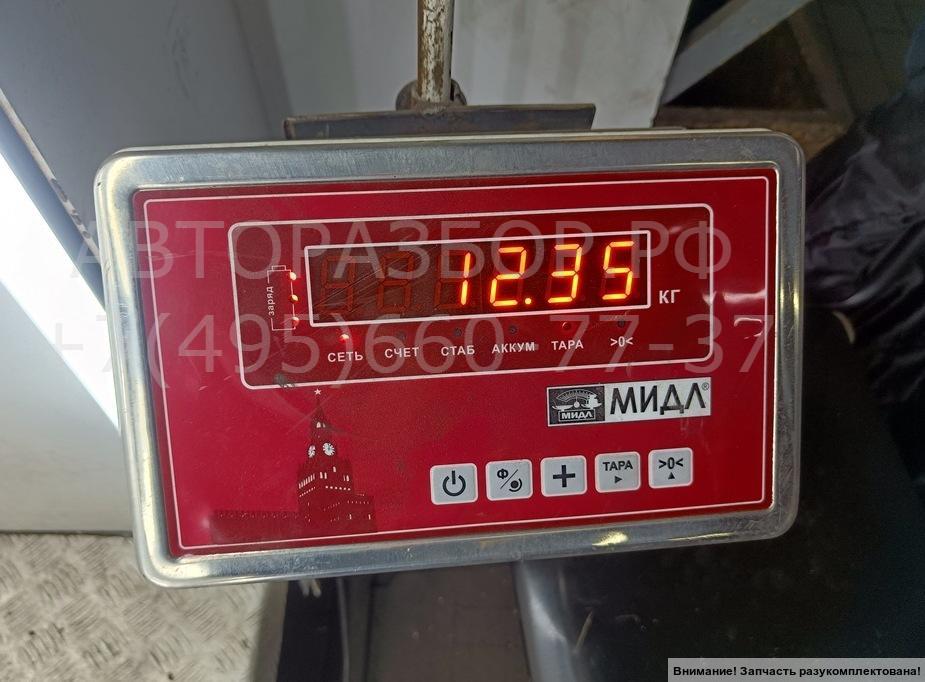 АВТОРАЗБОР.РФ
+7(495)660-77-37
12.35
КГ
заряд
СЕТЬ СЧЕТ СТАБ АККУМ ТАРА >0<
МИДЛ
МИДЛ®
Ф
ТАРА
>0<
Внимание! Запчасть разукомплектована!